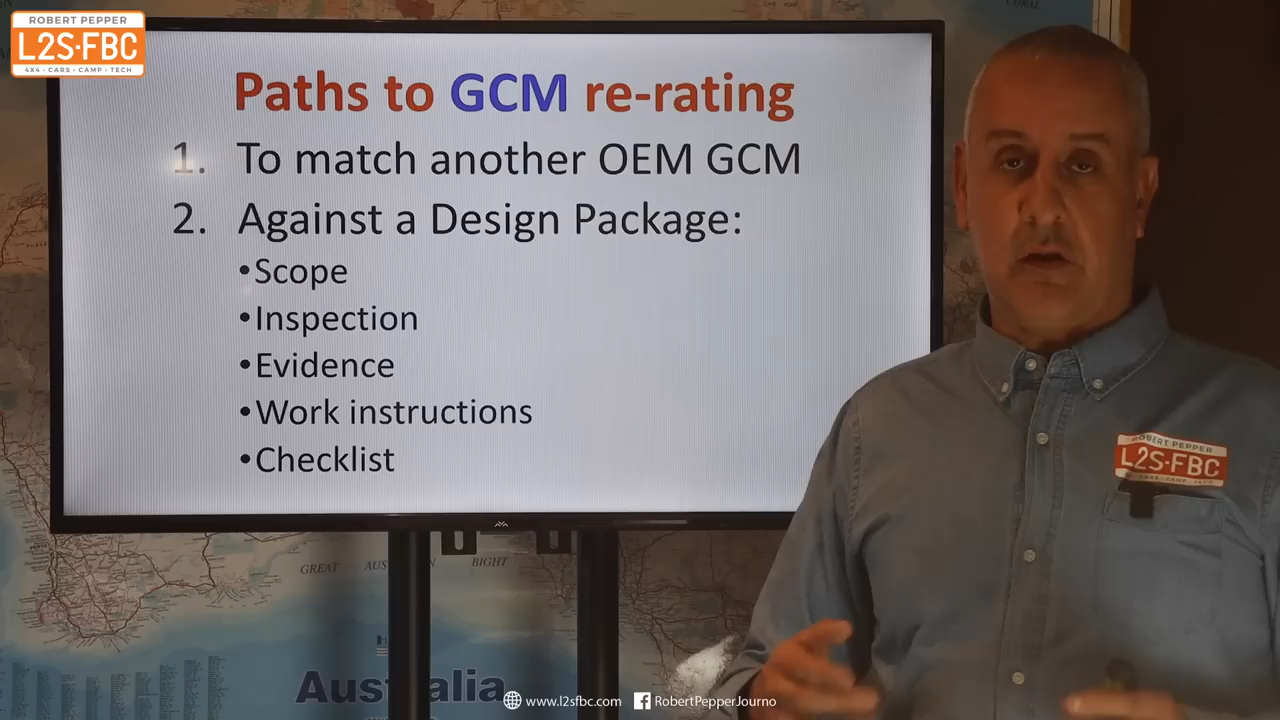 ROBERT PEPPER
L2S·FBC
4X4 • CARS • CAMP • TECH
Paths to GCM re-rating
1. To match another OEM GCM
2. Against a Design Package:
•Scope
•Inspection
•Evidence
•Work instructions
•Checklist
ROBERT PEPPER
L2S·FBC
GREAT AUS N BIGHT
Australia
www.l2sfbc.com
RobertPepperJourno